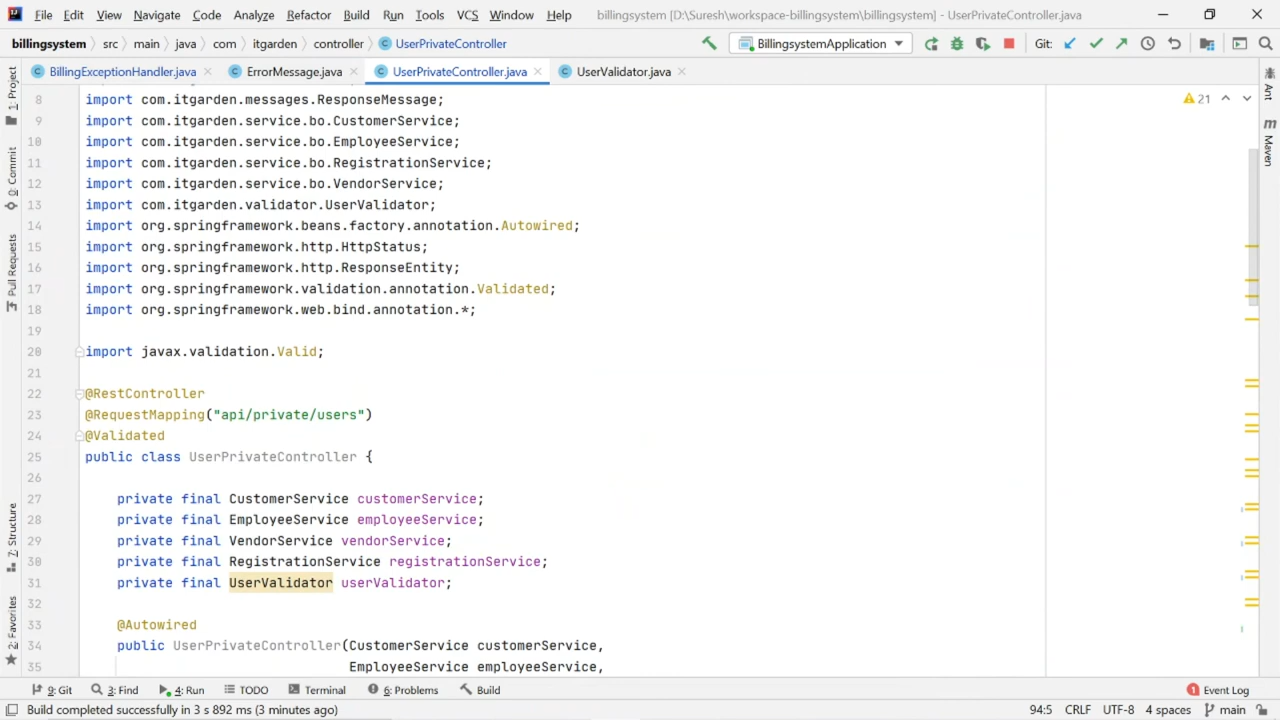 File Edit View Navigate Code Analyze Refactor Build Run Tools VCS Window Help billingsystem [D:\Suresh\workspace-billingsystem\billingsystem] - UserPrivateController.java
billingsystem src main java com itgarden controller UserPrivateController BillingsystemApplication Git:
BillingExceptionHandler.java ErrorMessage.java UserPrivateController.java UserValidator.java
1: Project
0: Commit
Pull Requests
7: Structure
2: Favorites
21
Ant
Maven
8 import com.itgarden.messages.ResponseMessage;
9 import com.itgarden.service.bo.CustomerService;
10 import com.itgarden.service.bo.EmployeeService;
11 import com.itgarden.service.bo.RegistrationService;
12 import com.itgarden.service.bo.VendorService;
13 import com.itgarden.validator.UserValidator;
14 import org.springframework.beans.factory.annotation.Autowired;
15 import org.springframework.http.HttpStatus;
16 import org.springframework.http.ResponseEntity;
17 import org.springframework.validation.annotation.Validated;
18 import org.springframework.web.bind.annotation.*;
19
20 import javax.validation.Valid;
21
22 @RestController
23 @RequestMapping("api/private/users")
24 @Validated
25 public class UserPrivateController {
26
27 private final CustomerService customerService;
28 private final EmployeeService employeeService;
29 private final VendorService vendorService;
30 private final RegistrationService registrationService;
31 private final UserValidator userValidator;
32
33 @Autowired
34 public UserPrivateController(CustomerService customerService,
35 EmployeeService employeeService,
9: Git 3: Find 4: Run TODO Terminal 6: Problems Build 1 Event Log
Build completed successfully in 3 s 892 ms (3 minutes ago) 94:5 CRLF UTF-8 4 spaces main